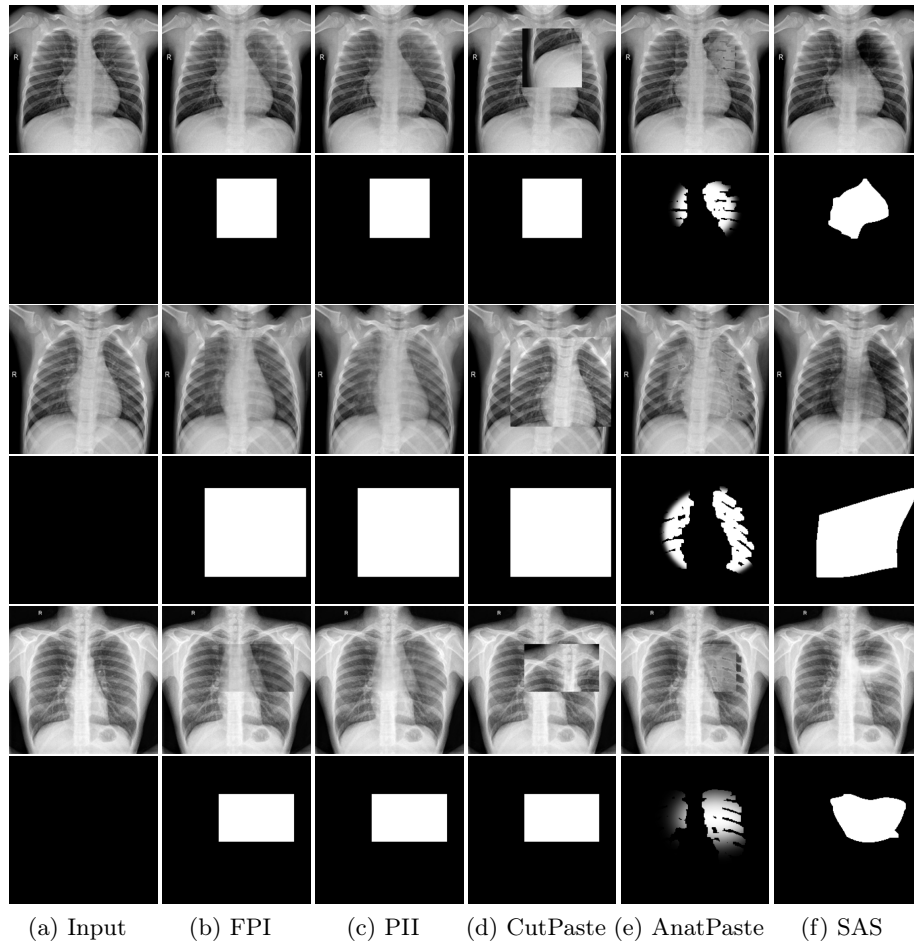 R R R R R R
R R R R R R
R R R R R R
(a) Input (b) FPI (c) PII (d) CutPaste (e) AnatPaste (f) SAS